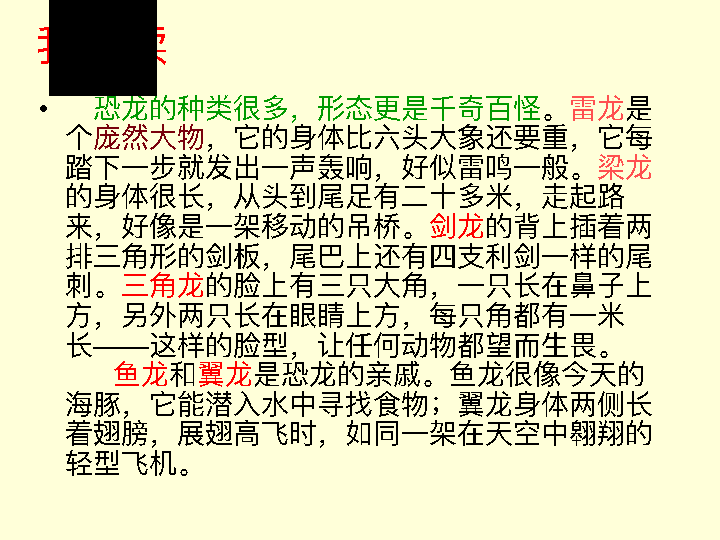 • 恐龙的种类很多，形态更是千奇百怪。雷龙是
个庞然大物，它的身体比六头大象还要重，它每
踏下一步就发出一声轰响，好似雷鸣一般。梁龙
的身体很长，从头到尾足有二十多米，走起路
来，好像是一架移动的吊桥。剑龙的背上插着两
排三角形的剑板，尾巴上还有四支利剑一样的尾
刺。三角龙的脸上有三只大角，一只长在鼻子上
方，另外两只长在眼睛上方，每只角都有一米
长——这样的脸型，让任何动物都望而生畏。
鱼龙和翼龙是恐龙的亲戚。鱼龙很像今天的
海豚，它能潜入水中寻找食物；翼龙身体两侧长
着翅膀，展翅高飞时，如同一架在天空中翱翔的
轻型飞机。